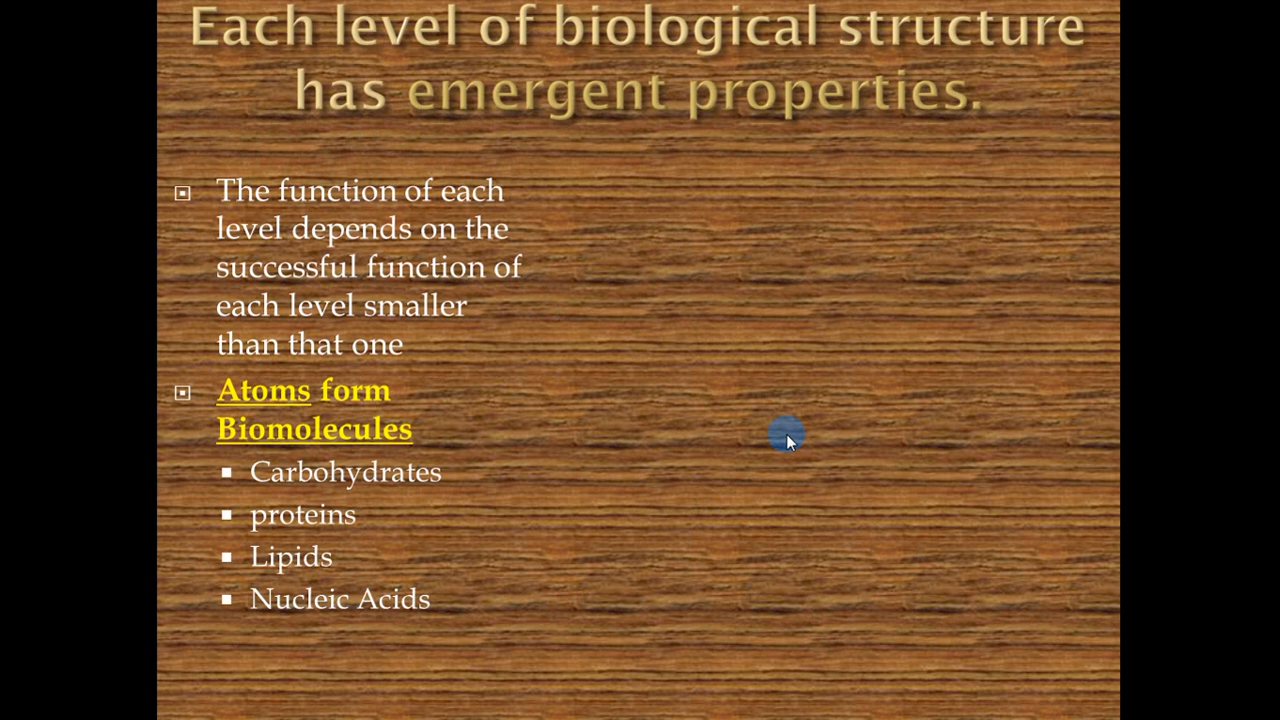 Each level of biological structure
has emergent properties.
The function of each
level depends on the
successful function of
each level smaller
than that one
Atoms form
Biomolecules
Carbohydrates
proteins
Lipids
Nucleic Acids